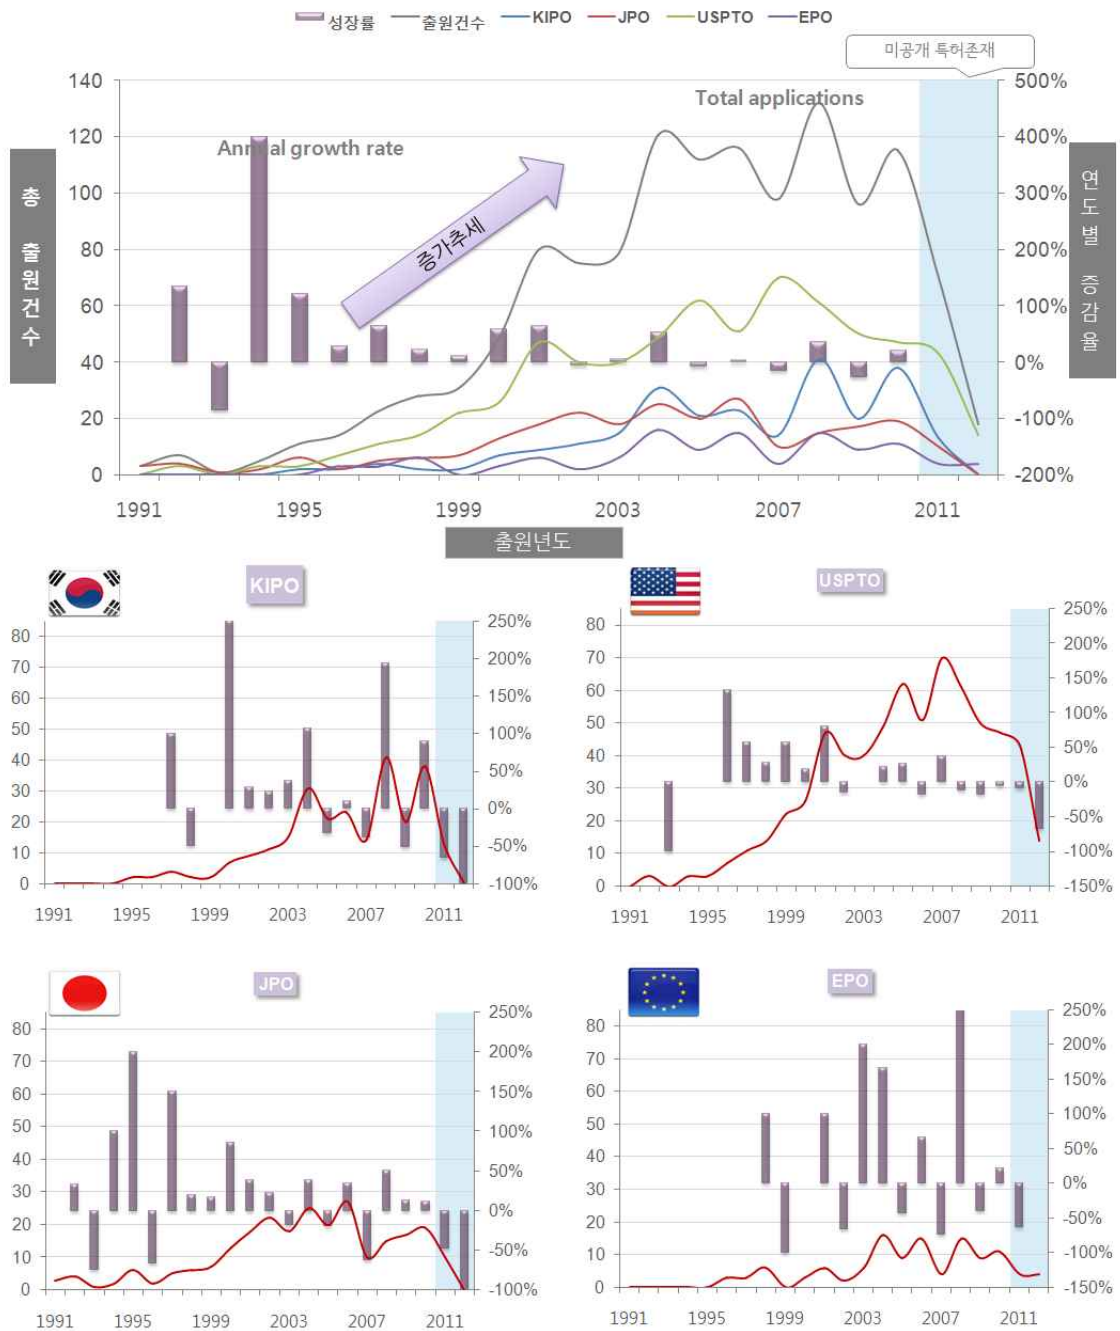 성장률 출원건수 KIPO JPO USPTO EPO
미공개 특허존재
140 500%
Total applications
120 400%
Annual growth rate
100 300%
80 200%
60 100%
40 0%
20 -100%
0 -200%
증가추세
총 출원건수
연도별 증감율
1991 1995 1999 2003 2007 2011
출원년도
KIPO
80 70 60 50 40 30 20 10 0
250% 200% 150% 100% 50% 0% -50% -100%
1991 1995 1999 2003 2007 2011
USPTO
80 70 60 50 40 30 20 10 0
250% 200% 150% 100% 50% 0% -50% -100% -150%
1991 1995 1999 2003 2007 2011
JPO
80 70 60 50 40 30 20 10 0
250% 200% 150% 100% 50% 0% -50% -100%
1991 1995 1999 2003 2007 2011
EPO
80 70 60 50 40 30 20 10 0
250% 200% 150% 100% 50% 0% -50% -100% -150%
1991 1995 1999 2003 2007 2011